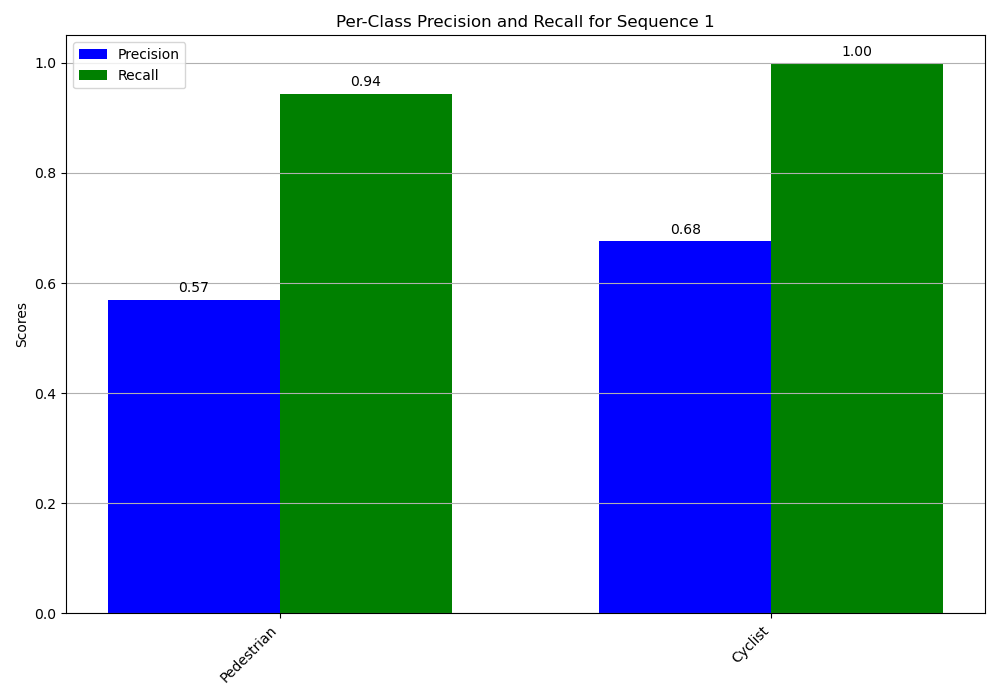 Per-Class Precision and Recall for Sequence 1
Precision
Recall
1.0
0.8
0.6
0.4
0.2
0.0
Scores
0.57
0.94
0.68
1.00
Pedestrian
Cyclist